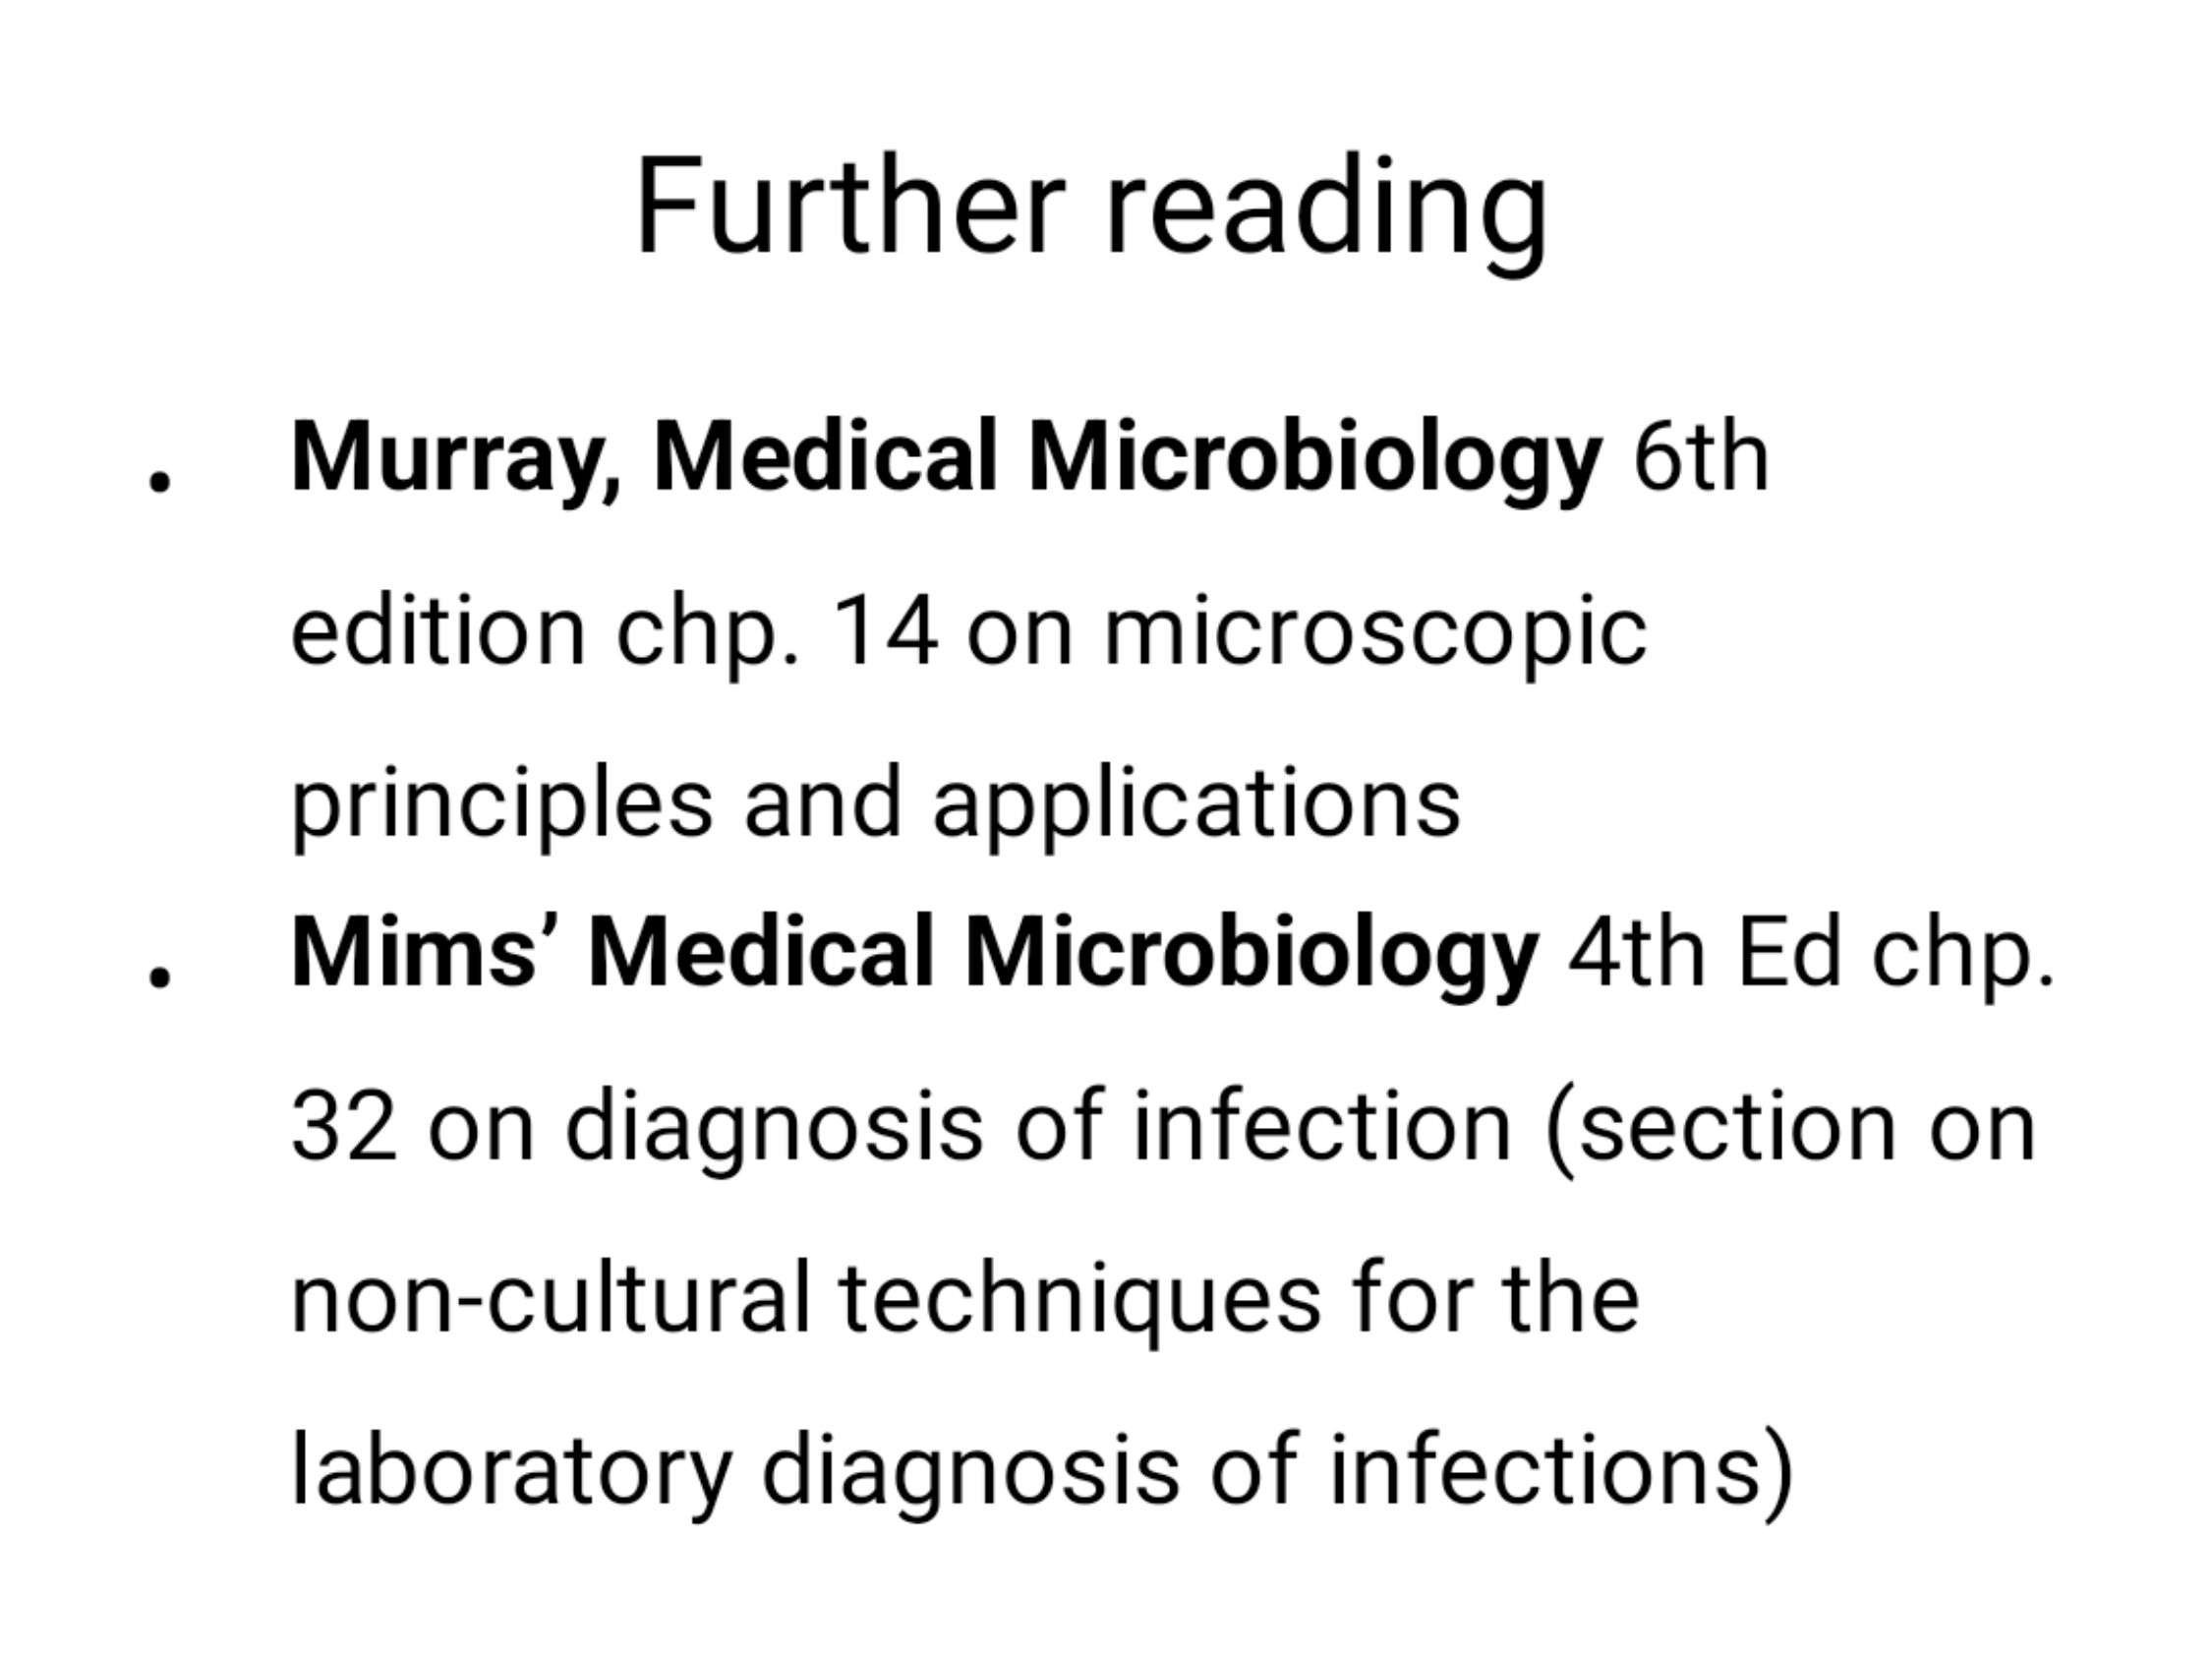 Further reading
. Murray, Medical Microbiology 6th
edition chp. 14 on microscopic
principles and applications
. Mims’ Medical Microbiology 4th Ed chp.
32 on diagnosis of infection (section on
non-cultural techniques for the
laboratory diagnosis of infections)